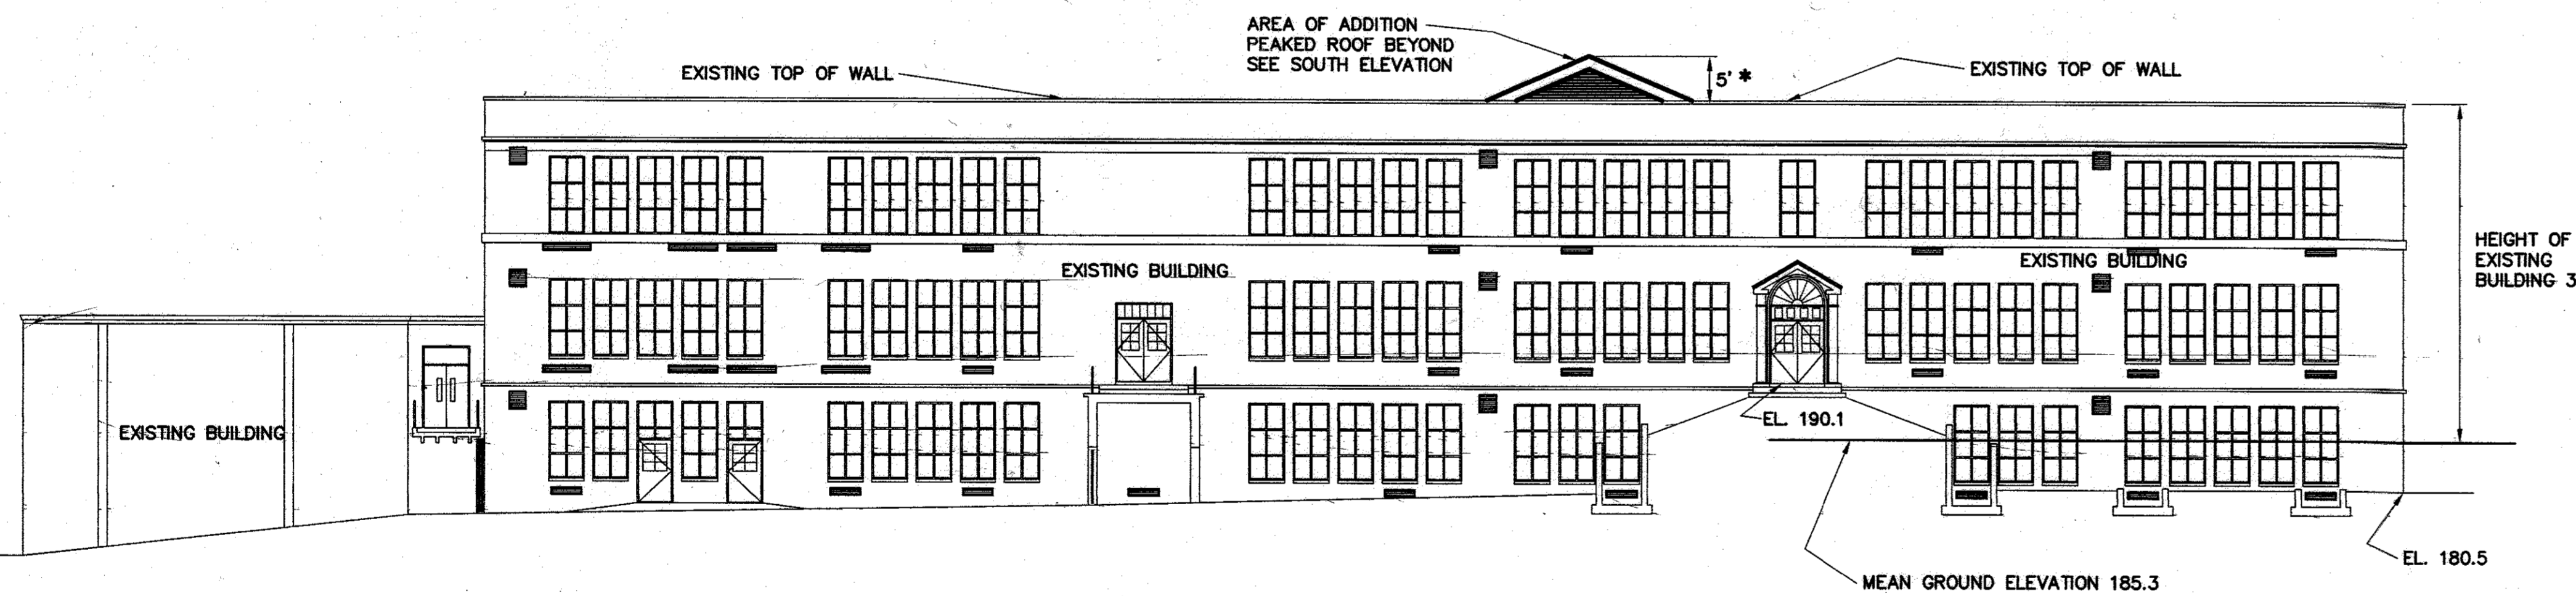 AREA OF ADDITION
PEAKED ROOF BEYOND
SEE SOUTH ELEVATION
EXISTING TOP OF WALL
5' *
EXISTING TOP OF WALL
HEIGHT OF
EXISTING
BUILDING 3
EXISTING BUILDING
EXISTING BUILDING
EXISTING BUILDING
EL. 190.1
EL. 180.5
MEAN GROUND ELEVATION 185.3